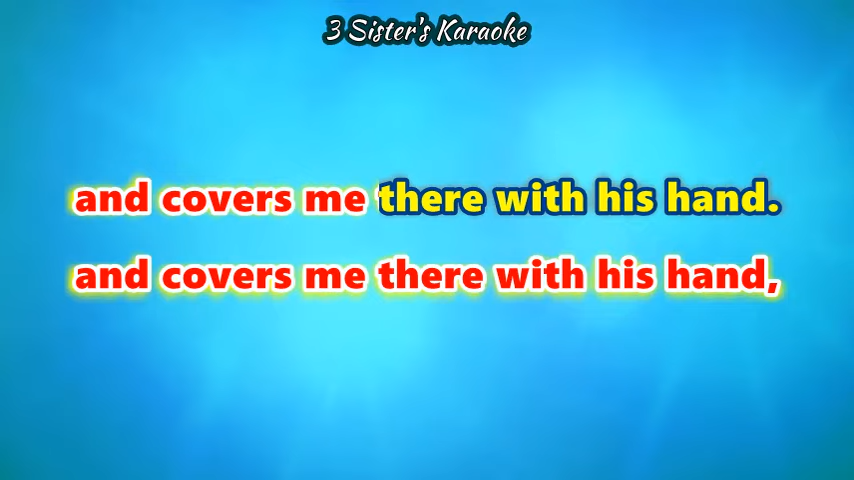 3 Sister's Karaoke
and covers me there with his hand.
and covers me there with his hand,